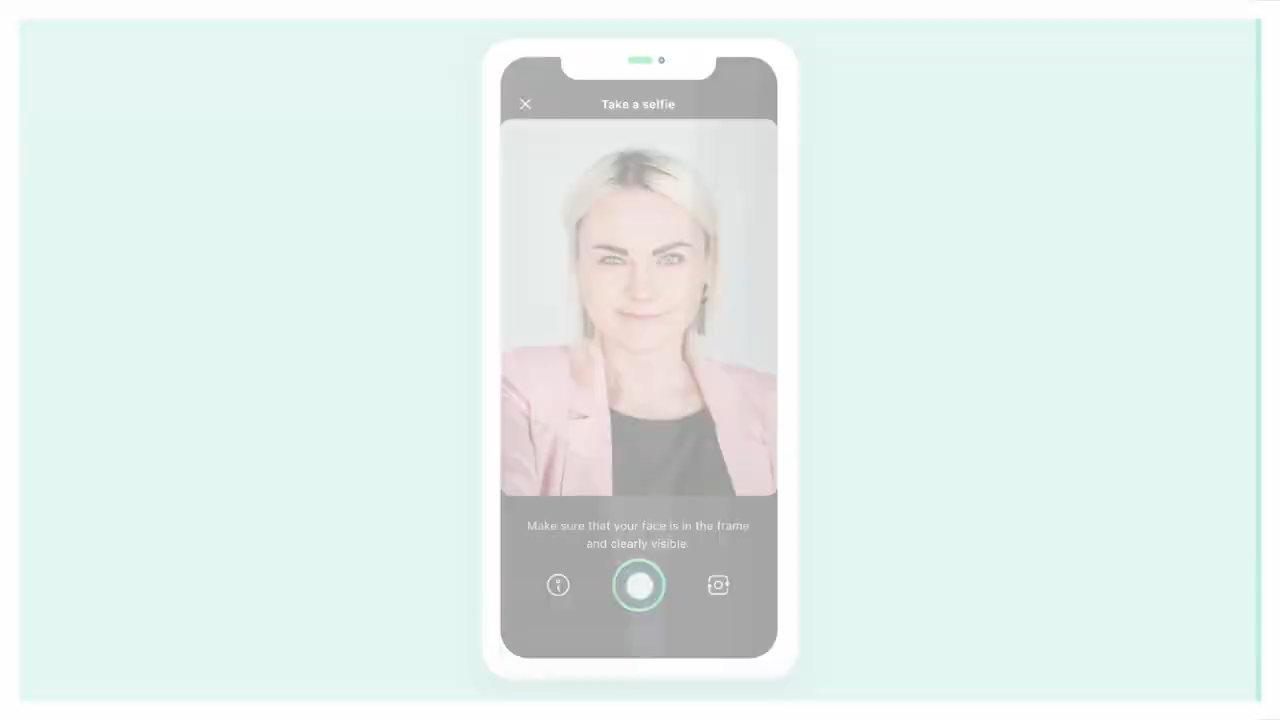 Take a selfie
Make sure that your face is in the frame
and clearly visible